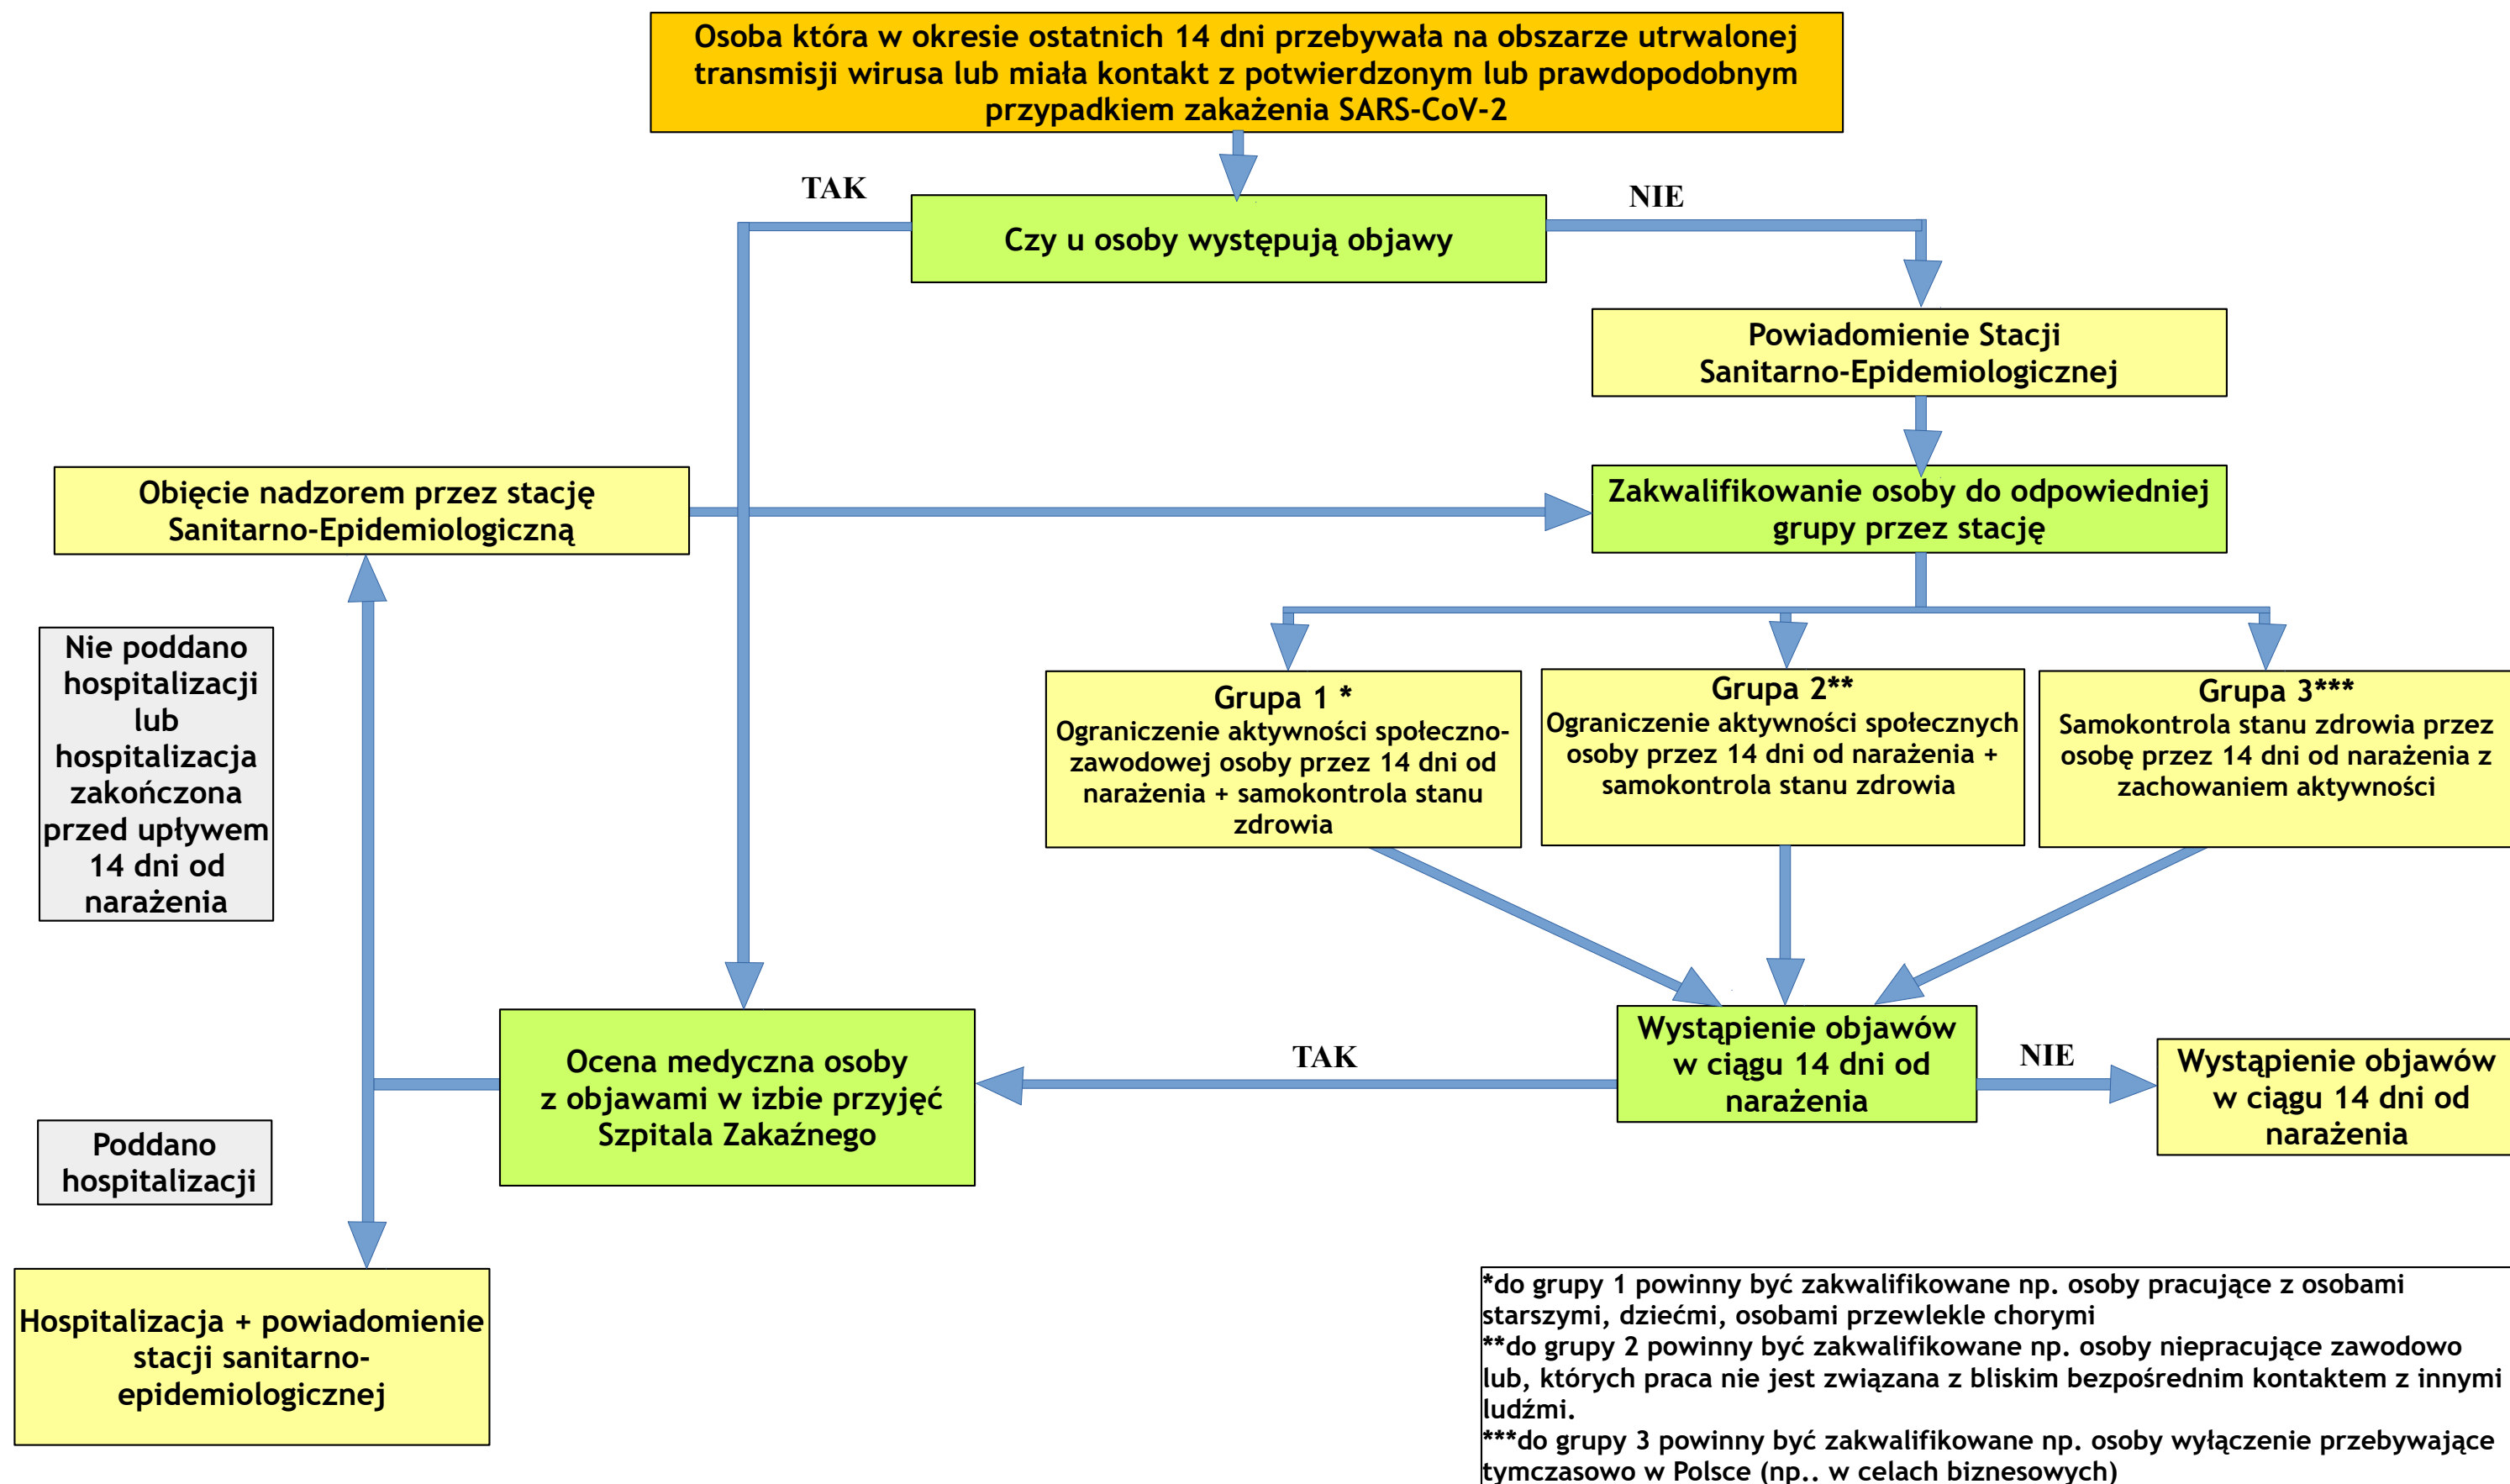 Osoba która w okresie ostatnich 14 dni przebywała na obszarze utrwalonej
transmisji wirusa lub miała kontakt z potwierdzonym lub prawdopodobnym
przypadkiem zakażenia SARS-CoV-2
TAK
NIE
Czy u osoby występują objawy
Powiadomienie Stacji
Sanitarno-Epidemiologicznej
Obięcie nadzorem przez stację
Sanitarno-Epidemiologiczną
Zakwalifikowanie osoby do odpowiedniej
grupy przez stację
Nie poddano
hospitalizacji
lub
hospitalizacja
zakończona
przed upływem
14 dni od
narażenia
Grupa 1 *
Ograniczenie aktywności społeczno-
zawodowej osoby przez 14 dni od
narażenia + samokontrola stanu
zdrowia
Grupa 2**
Ograniczenie aktywności społecznych
osoby przez 14 dni od narażenia +
samokontrola stanu zdrowia
Grupa 3***
Samokontrola stanu zdrowia przez
osobę przez 14 dni od narażenia z
zachowaniem aktywności
Ocena medyczna osoby
z objawami w izbie przyjęć
Szpitala Zakaźnego
TAK
Wystąpienie objawów
w ciągu 14 dni od
narażenia
NIE
Wystąpienie objawów
w ciągu 14 dni od
narażenia
Poddano
hospitalizacji
Hospitalizacja + powiadomienie
stacji sanitarno-
epidemiologicznej
*do grupy 1 powinny być zakwalifikowane np. osoby pracujące z osobami
starszymi, dziećmi, osobami przewlekle chorymi
**do grupy 2 powinny być zakwalifikowane np. osoby niepracujące zawodowo
lub, których praca nie jest związana z bliskim bezpośrednim kontaktem z innymi
ludźmi.
***do grupy 3 powinny być zakwalifikowane np. osoby wyłączenie przebywające
tymczasowo w Polsce (np.. w celach biznesowych)